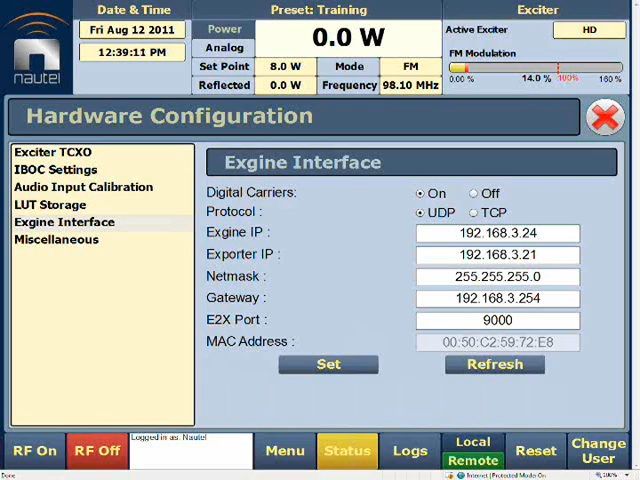 Date & Time
Preset: Training
Exciter
Fri Aug 12 2011
12:39:11 PM
nautel
Power
Analog
0.0 W
Active Exciter
HD
FM Modulation
0.00 %
14.0 %
100%
160 %
Set Point
8.0 W
Mode
FM
Reflected
0.0 W
Frequency
98.10 MHz
Hardware Configuration
Exciter TCXO
IBOC Settings
Audio Input Calibration
LUT Storage
Exgine Interface
Miscellaneous
Exgine Interface
Digital Carriers: On Off
Protocol : UDP TCP
Exgine IP : 192.168.3.24
Exporter IP : 192.168.3.21
Netmask : 255.255.255.0
Gateway : 192.168.3.254
E2X Port : 9000
MAC Address : 00:50:C2:59:72:E8
Set
Refresh
RF On
RF Off
Logged in as: Nautel
Menu
Status
Logs
Local
Remote
Reset
Change
User
Done
Internet | Protected Mode: On
100%